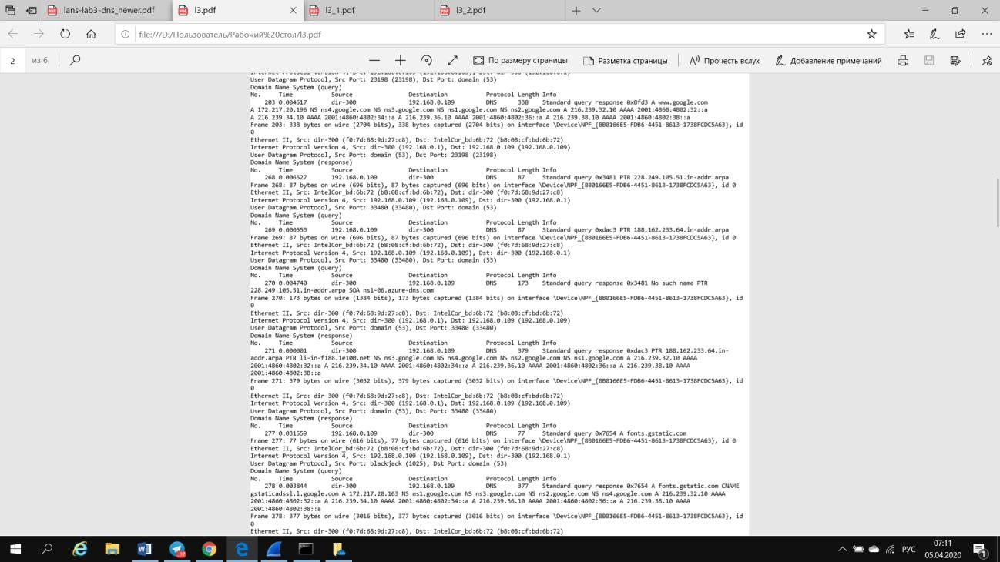 lans-lab3-dns_newer.pdf
l3.pdf
l3_1.pdf
l3_2.pdf
file:///D:/Пользователь/Рабочий%20стол/l3.pdf
2 из 6
По размеру страницы
Разметка страницы
Прочесть вслух
Добавление примечаний
User Datagram Protocol, Src Port: 23198 (23198), Dst Port: domain (53)
Domain Name System (query)
No. Time Source Destination Protocol Length Info
203 0.004517 dir-300 192.168.0.109 DNS 338 Standard query response 0x8fd3 A www.google.com
A 172.217.20.196 NS ns4.google.com NS ns3.google.com NS ns1.google.com NS ns2.google.com A 216.239.32.10 AAAA 2001:4860:4802:32::a
A 216.239.34.10 AAAA 2001:4860:4802:34::a A 216.239.36.10 AAAA 2001:4860:4802:36::a A 216.239.38.10 AAAA 2001:4860:4802:38::a
Frame 203: 338 bytes on wire (2704 bits), 338 bytes captured (2704 bits) on interface \Device\NPF_{8B0166E5-FDB6-4451-8613-1738FCDC5A63}, id
0
Ethernet II, Src: dir-300 (f0:7d:68:9d:27:c8), Dst: IntelCor_bd:6b:72 (b8:08:cf:bd:6b:72)
Internet Protocol Version 4, Src: dir-300 (192.168.0.1), Dst: 192.168.0.109 (192.168.0.109)
User Datagram Protocol, Src Port: domain (53), Dst Port: 23198 (23198)
Domain Name System (response)
No. Time Source Destination Protocol Length Info
268 0.006527 192.168.0.109 dir-300 DNS 87 Standard query 0x3481 PTR 228.249.105.51.in-addr.arpa
Frame 268: 87 bytes on wire (696 bits), 87 bytes captured (696 bits) on interface \Device\NPF_{8B0166E5-FDB6-4451-8613-1738FCDC5A63}, id 0
Ethernet II, Src: IntelCor_bd:6b:72 (b8:08:cf:bd:6b:72), Dst: dir-300 (f0:7d:68:9d:27:c8)
Internet Protocol Version 4, Src: 192.168.0.109 (192.168.0.109), Dst: dir-300 (192.168.0.1)
User Datagram Protocol, Src Port: 33480 (33480), Dst Port: domain (53)
Domain Name System (query)
No. Time Source Destination Protocol Length Info
269 0.000553 192.168.0.109 dir-300 DNS 87 Standard query 0xdac3 PTR 188.162.233.64.in-addr.arpa
Frame 269: 87 bytes on wire (696 bits), 87 bytes captured (696 bits) on interface \Device\NPF_{8B0166E5-FDB6-4451-8613-1738FCDC5A63}, id 0
Ethernet II, Src: IntelCor_bd:6b:72 (b8:08:cf:bd:6b:72), Dst: dir-300 (f0:7d:68:9d:27:c8)
Internet Protocol Version 4, Src: 192.168.0.109 (192.168.0.109), Dst: dir-300 (192.168.0.1)
User Datagram Protocol, Src Port: 33480 (33480), Dst Port: domain (53)
Domain Name System (query)
No. Time Source Destination Protocol Length Info
270 0.004740 dir-300 192.168.0.109 DNS 173 Standard query response 0x3481 No such name PTR
228.249.105.51.in-addr.arpa SOA ns1-06.azure-dns.com
Frame 270: 173 bytes on wire (1384 bits), 173 bytes captured (1384 bits) on interface \Device\NPF_{8B0166E5-FDB6-4451-8613-1738FCDC5A63}, id
0
Ethernet II, Src: dir-300 (f0:7d:68:9d:27:c8), Dst: IntelCor_bd:6b:72 (b8:08:cf:bd:6b:72)
Internet Protocol Version 4, Src: dir-300 (192.168.0.1), Dst: 192.168.0.109 (192.168.0.109)
User Datagram Protocol, Src Port: domain (53), Dst Port: 33480 (33480)
Domain Name System (response)
No. Time Source Destination Protocol Length Info
271 0.000001 dir-300 192.168.0.109 DNS 379 Standard query response 0xdac3 PTR 188.162.233.64.in-
addr.arpa PTR li-in-f188.1e100.net NS ns3.google.com NS ns4.google.com NS ns2.google.com NS ns1.google.com A 216.239.32.10 AAAA
2001:4860:4802:32::a A 216.239.34.10 AAAA 2001:4860:4802:34::a A 216.239.36.10 AAAA 2001:4860:4802:36::a A 216.239.38.10 AAAA
2001:4860:4802:38::a
Frame 271: 379 bytes on wire (3032 bits), 379 bytes captured (3032 bits) on interface \Device\NPF_{8B0166E5-FDB6-4451-8613-1738FCDC5A63}, id
0
Ethernet II, Src: dir-300 (f0:7d:68:9d:27:c8), Dst: IntelCor_bd:6b:72 (b8:08:cf:bd:6b:72)
Internet Protocol Version 4, Src: dir-300 (192.168.0.1), Dst: 192.168.0.109 (192.168.0.109)
User Datagram Protocol, Src Port: domain (53), Dst Port: 33480 (33480)
Domain Name System (response)
No. Time Source Destination Protocol Length Info
277 0.031559 192.168.0.109 dir-300 DNS 77 Standard query 0x7654 A fonts.gstatic.com
Frame 277: 77 bytes on wire (616 bits), 77 bytes captured (616 bits) on interface \Device\NPF_{8B0166E5-FDB6-4451-8613-1738FCDC5A63}, id 0
Ethernet II, Src: IntelCor_bd:6b:72 (b8:08:cf:bd:6b:72), Dst: dir-300 (f0:7d:68:9d:27:c8)
Internet Protocol Version 4, Src: 192.168.0.109 (192.168.0.109), Dst: dir-300 (192.168.0.1)
User Datagram Protocol, Src Port: blackjack (1025), Dst Port: domain (53)
Domain Name System (query)
No. Time Source Destination Protocol Length Info
278 0.003844 dir-300 192.168.0.109 DNS 377 Standard query response 0x7654 A fonts.gstatic.com CNAME
gstaticadssl.l.google.com A 172.217.20.163 NS ns1.google.com NS ns3.google.com NS ns2.google.com NS ns4.google.com A 216.239.32.10 AAAA
2001:4860:4802:32::a A 216.239.34.10 AAAA 2001:4860:4802:34::a A 216.239.36.10 AAAA 2001:4860:4802:36::a A 216.239.38.10 AAAA
2001:4860:4802:38::a
Frame 278: 377 bytes on wire (3016 bits), 377 bytes captured (3016 bits) on interface \Device\NPF_{8B0166E5-FDB6-4451-8613-1738FCDC5A63}, id
0
Ethernet II, Src: dir-300 (f0:7d:68:9d:27:c8), Dst: IntelCor_bd:6b:72 (b8:08:cf:bd:6b:72)
97
РУС
07:11
05.04.2020
1